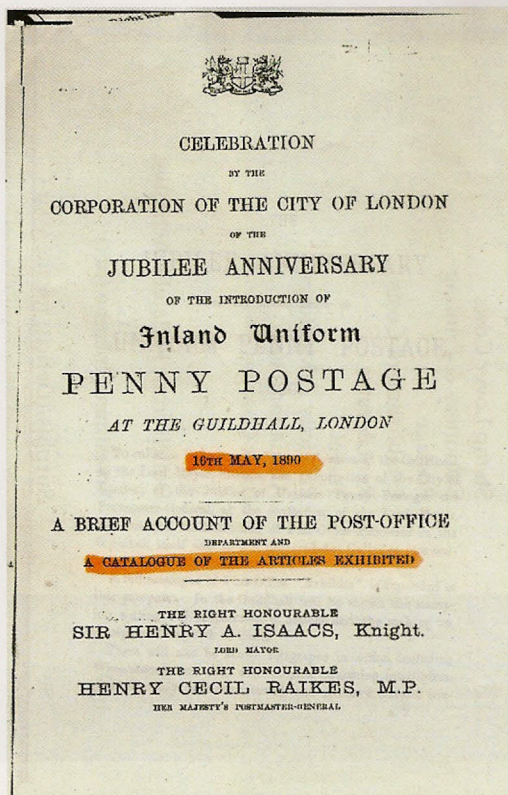 CELEBRATION
BY THE
CORPORATION OF THE CITY OF LONDON
OF THE
JUBILEE ANNIVERSARY
OF THE INTRODUCTION OF
Inland Uniform
PENNY POSTAGE
AT THE GUILDHALL, LONDON
16TH MAY, 1890
A BRIEF ACCOUNT OF THE POST-OFFICE
DEPARTMENT AND
A CATALOGUE OF THE ARTICLES EXHIBITED
THE RIGHT HONOURABLE
SIR HENRY A. ISAACS, Knight.
LORD MAYOR
THE RIGHT HONOURABLE
HENRY CECIL RAIKES, M.P.
HER MAJESTY'S POSTMASTER-GENERAL